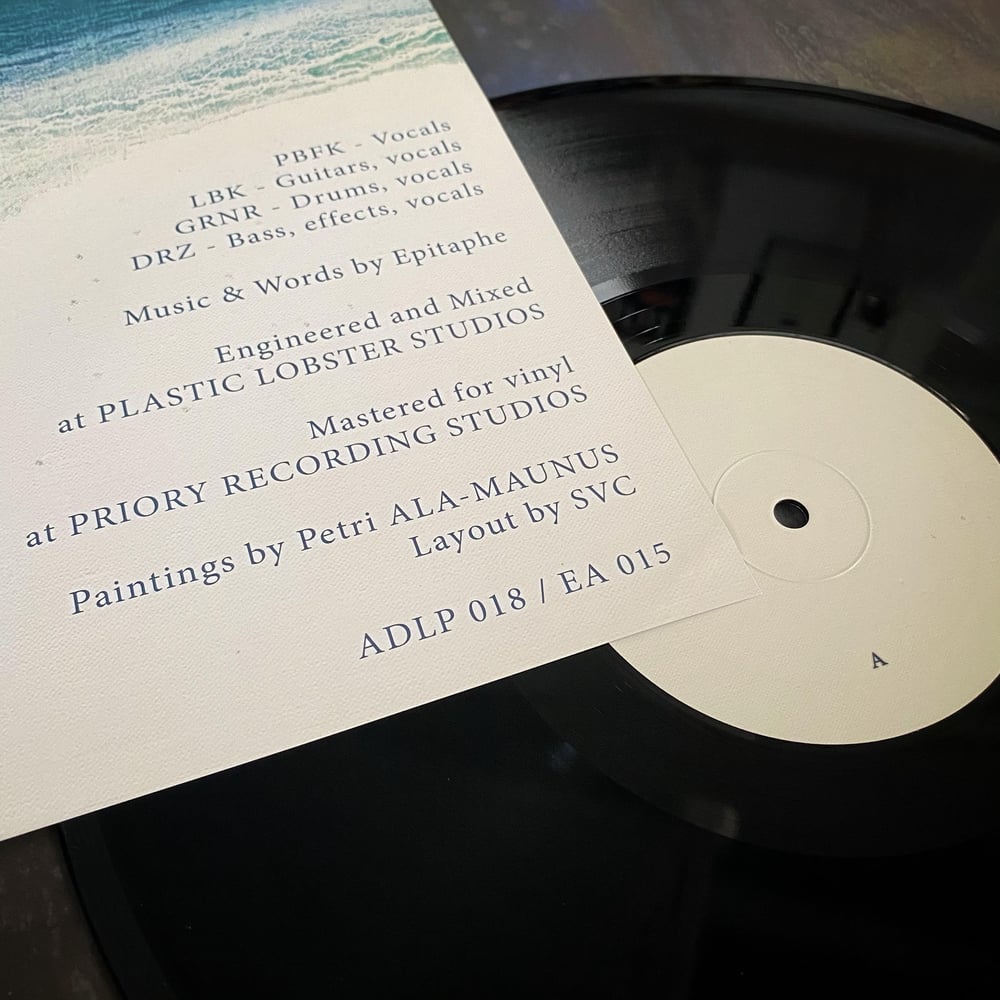 PBFK - Vocals
LBK - Guitars, vocals
GRNR - Drums, vocals
DRZ - Bass, effects, vocals
Music & Words by Epitaphe
Engineered and Mixed
at PLASTIC LOBSTER STUDIOS
Mastered for vinyl
at PRIORY RECORDING STUDIOS
Paintings by Petri ALA-MAUNUS
Layout by SVC
ADLP 018 / EA 015
A